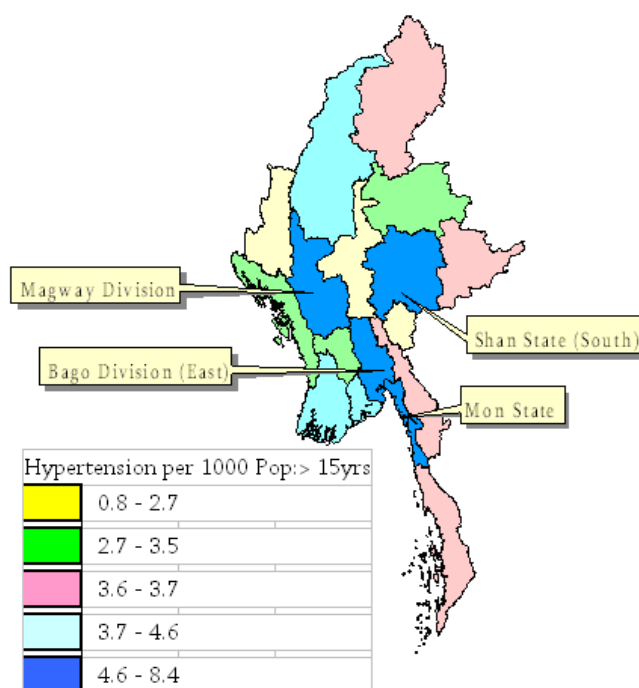 Magway Division
Shan State (South)
Bago Division (East)
Mon State
Hypertension per 1000 Pop:> 15yrs
0.8 - 2.7
2.7 - 3.5
3.6 - 3.7
3.7 - 4.6
4.6 - 8.4